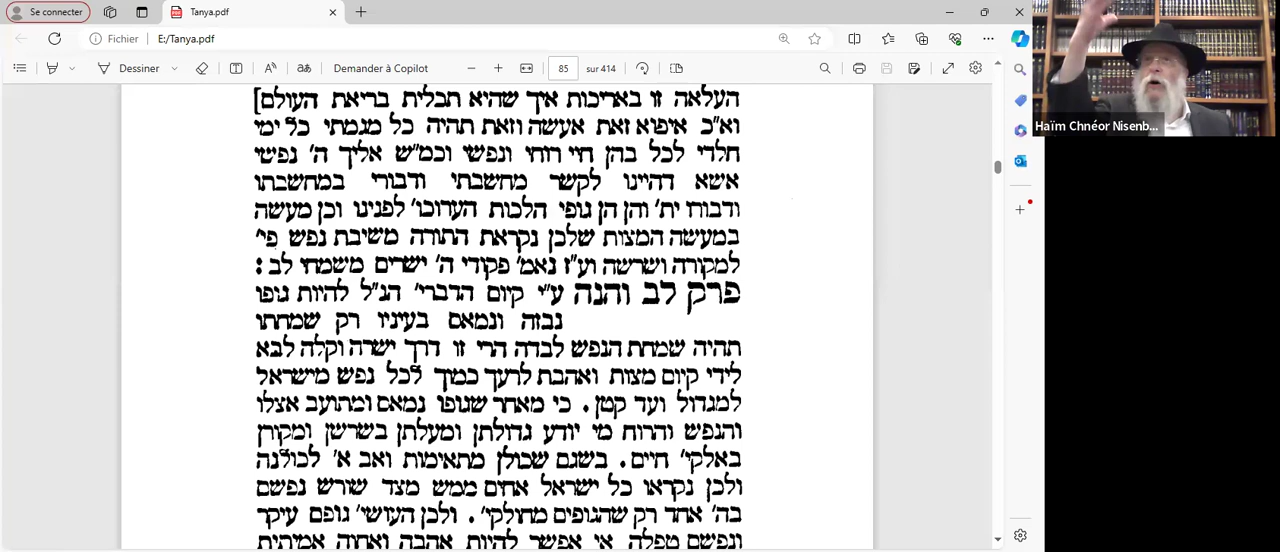 Se connecter
Tanya.pdf
Fichier
E:/Tanya.pdf
Dessiner
Demander à Copilot
85
sur 414
העלאה זו באריכות איך שהיא תכלית בריאת העולם]
וא"כ איפוא זאת אעשה וזאת תהיה כל מגמתי כל ימי
חלדי לכל בהן חיי רוחי ונפשי וכמ"ש אליך ה' נפשי
אשא דהיינו לקשר מחשבתי ודבורי במחשבתו
ודבורו ית' והן הן גופי הלכות הערוכו' לפנינו וכן מעשה
במעשה המצות שלכן נקראת התורה משיבת נפש פי'
למקורה ושרשה וע"ז נאמ' פקודי ה' ישרים משמחי לב:
פרק לב והנה ע"י קיום הדברי' הנ"ל להיות גופו
נבזה ונמאס בעיניו רק שמחתו
תהיה שמחת הנפש לבדה הרי זו דרך ישרה וקלה לבא
לידי קיום מצות ואהבת לרעך כמוך לכל נפש מישראל
למגדול ועד קטן. כי מאחר שגופו נמאס ומתועב אצלו
והנפש והרוח מי יודע גדולתן ומעלתן בשרשן ומקורן
באלקי' חיים. בשגם שכולן מתאימות ואב א' לכולנה
ולכן נקראו כל ישראל אחים ממש מצד שורש נפשם
בה' אחד רק שהגופים מחולקי'. ולכן העושי' גופם עיקר
ונפשם טפלה אי אפשר להיות אהבה ואחוה אמיתית
Haïm Chnéor Nisenb...